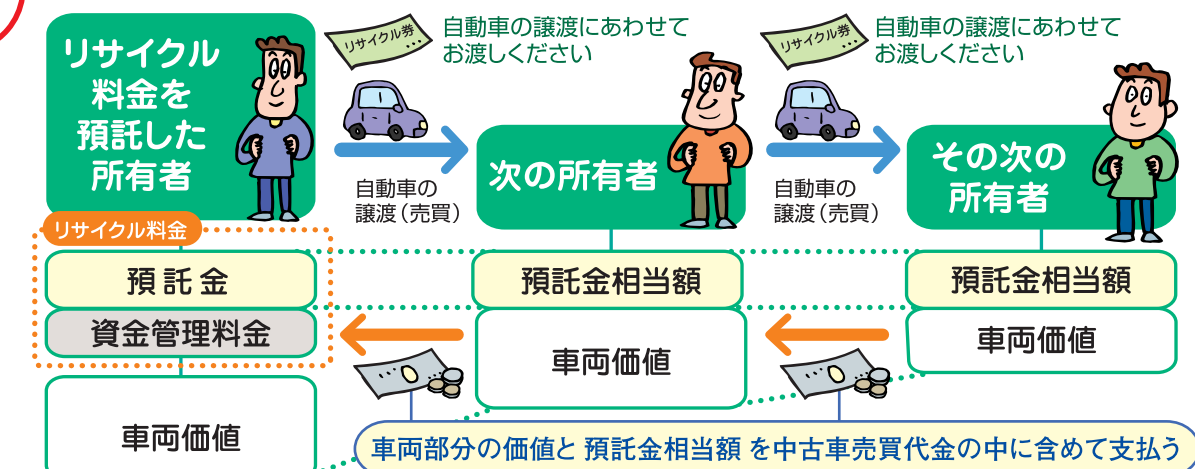 リサイクル
料金を
預託した
所有者
リサイクル券
自動車の譲渡にあわせて
お渡しください
自動車の
譲渡（売買）
次の所有者
リサイクル券
自動車の譲渡にあわせて
お渡しください
自動車の
譲渡（売買）
その次の
所有者
リサイクル料金
預託金
資金管理料金
車両価値
預託金相当額
車両価値
預託金相当額
車両価値
車両部分の価値と 預託金相当額 を中古車売買代金の中に含めて支払う